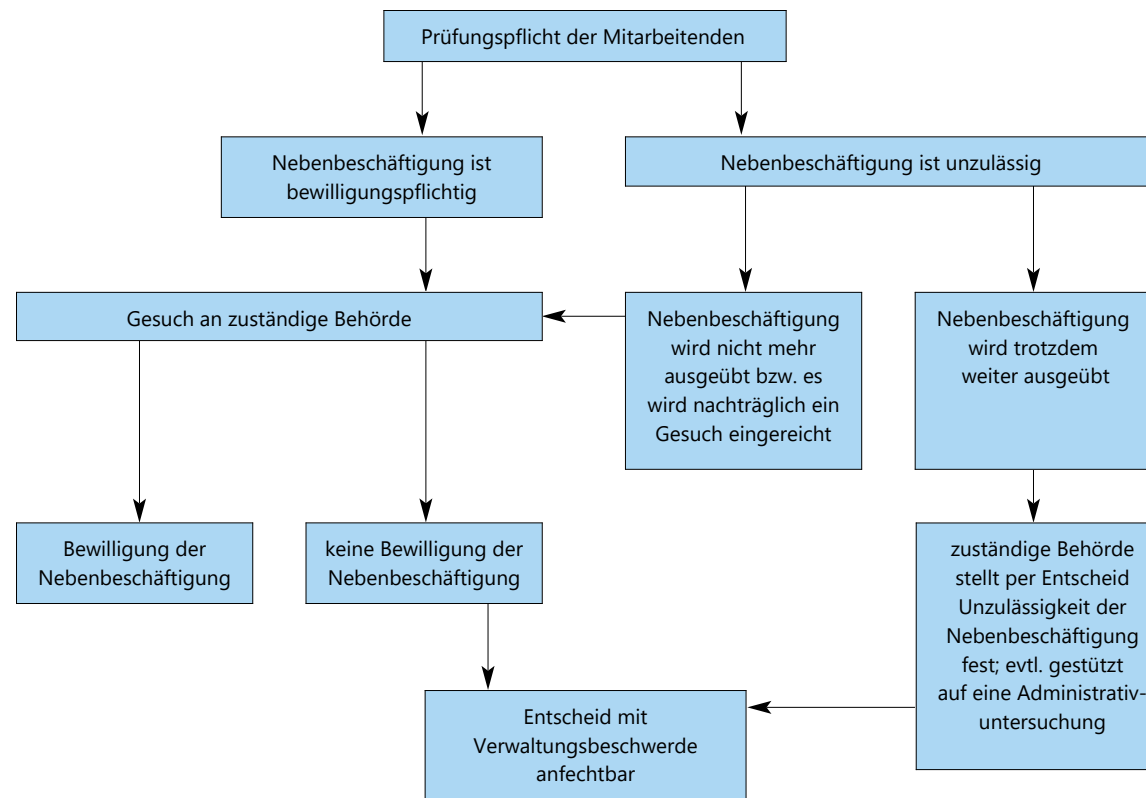 Prüfungspflicht der Mitarbeitenden
Nebenbeschäftigung ist
bewilligungspflichtig
Nebenbeschäftigung ist unzulässig
Gesuch an zuständige Behörde
Nebenbeschäftigung
wird nicht mehr
ausgeübt bzw. es
wird nachträglich ein
Gesuch eingereicht
Nebenbeschäftigung
wird trotzdem
weiter ausgeübt
Bewilligung der
Nebenbeschäftigung
keine Bewilligung der
Nebenbeschäftigung
zuständige Behörde
stellt per Entscheid
Unzulässigkeit der
Nebenbeschäftigung
fest; evtl. gestützt
auf eine Administrativ-
untersuchung
Entscheid mit
Verwaltungsbeschwerde
anfechtbar